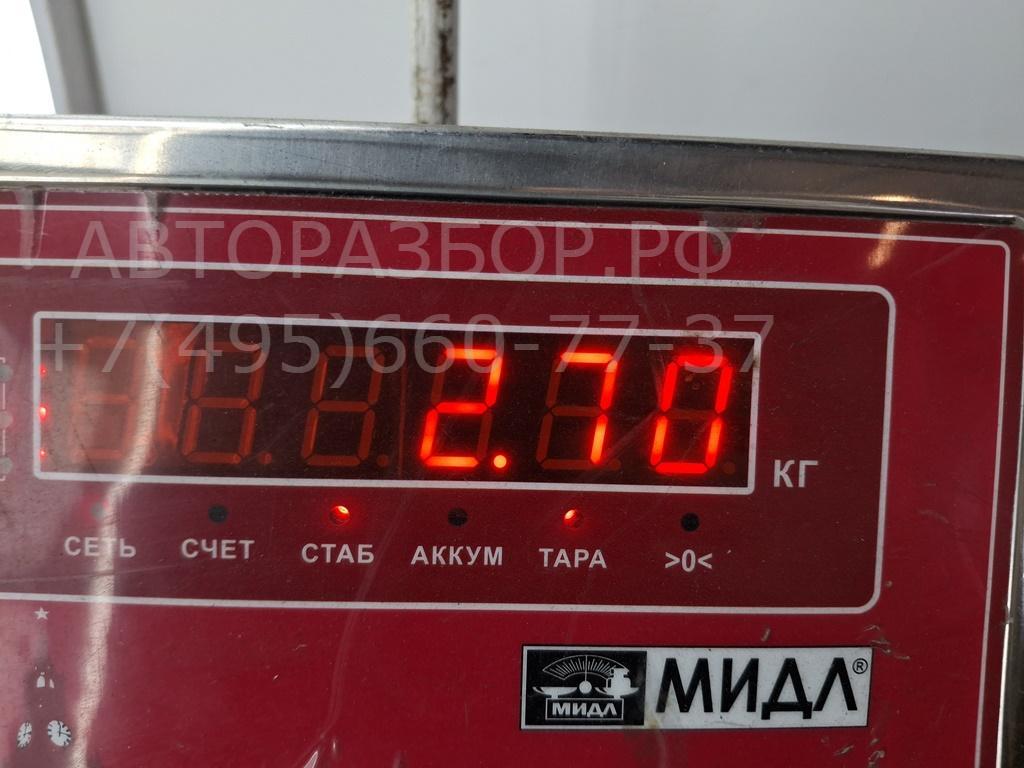 АВТОРАЗБОР.РФ
+7(495)660-77-37
2.70
КГ
СЕТЬ СЧЕТ СТАБ АККУМ ТАРА >0<
МИДЛ МИДЛ®